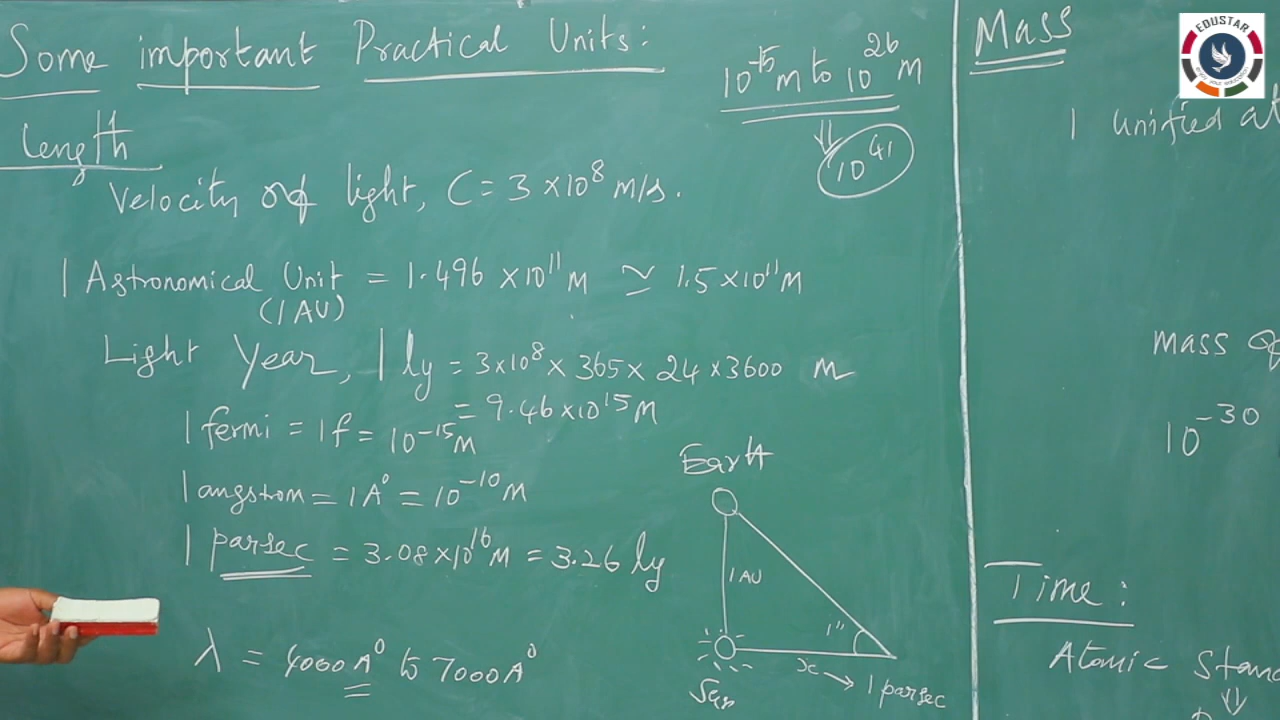 Some important Practical Units:
10^-15 m to 10^26 m
⇓
10^41
Length
Velocity of light, C = 3 × 10^8 m/s.
1 Astronomical Unit = 1.496 × 10^11 m ≃ 1.5 × 10^11 m
(1 AU)
Light Year, 1 ly = 3×10^8 × 365 × 24 × 3600 m
= 9.46 × 10^15 m
1 fermi = 1 f = 10^-15 m
1 angstrom = 1 A° = 10^-10 m
1 parsec = 3.08 × 10^16 m = 3.26 ly
λ = 4000 A° to 7000 A°
Earth
1 AU
1"
x → 1 parsec
Sun
Mass
1 unified at
mass of
10^-30
Time:
Atomic Stand
⇓
EDUSTAR